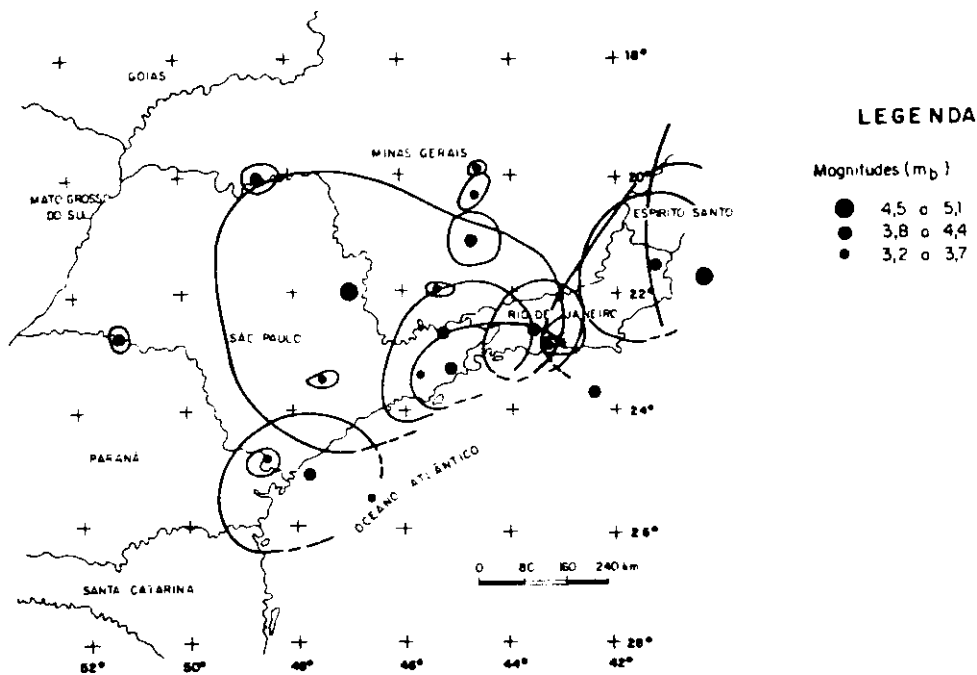 18°
GOIAS
LEGENDA
MINAS GERAIS
Magnitudes (m_b)
20°
MATO GROSSO
DO SUL
ESPIRITO SANTO
4,5 a 5,1
3,8 a 4,4
3,2 a 3,7
22°
RIO DE JANEIRO
SÃO PAULO
24°
PARANÁ
OCEANO ATLÂNTICO
26°
0 80 160 240 km
SANTA CATARINA
28°
52° 50° 48° 46° 44° 42°